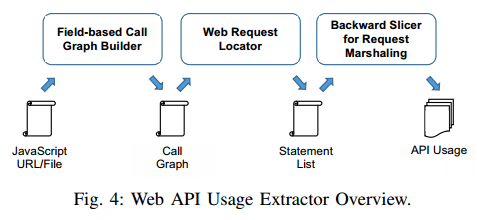 Field-based Call
Graph Builder
Web Request
Locator
Backward Slicer
for Request
Marshaling
JavaScript
URL/File
Call
Graph
Statement
List
API Usage
Fig. 4: Web API Usage Extractor Overview.